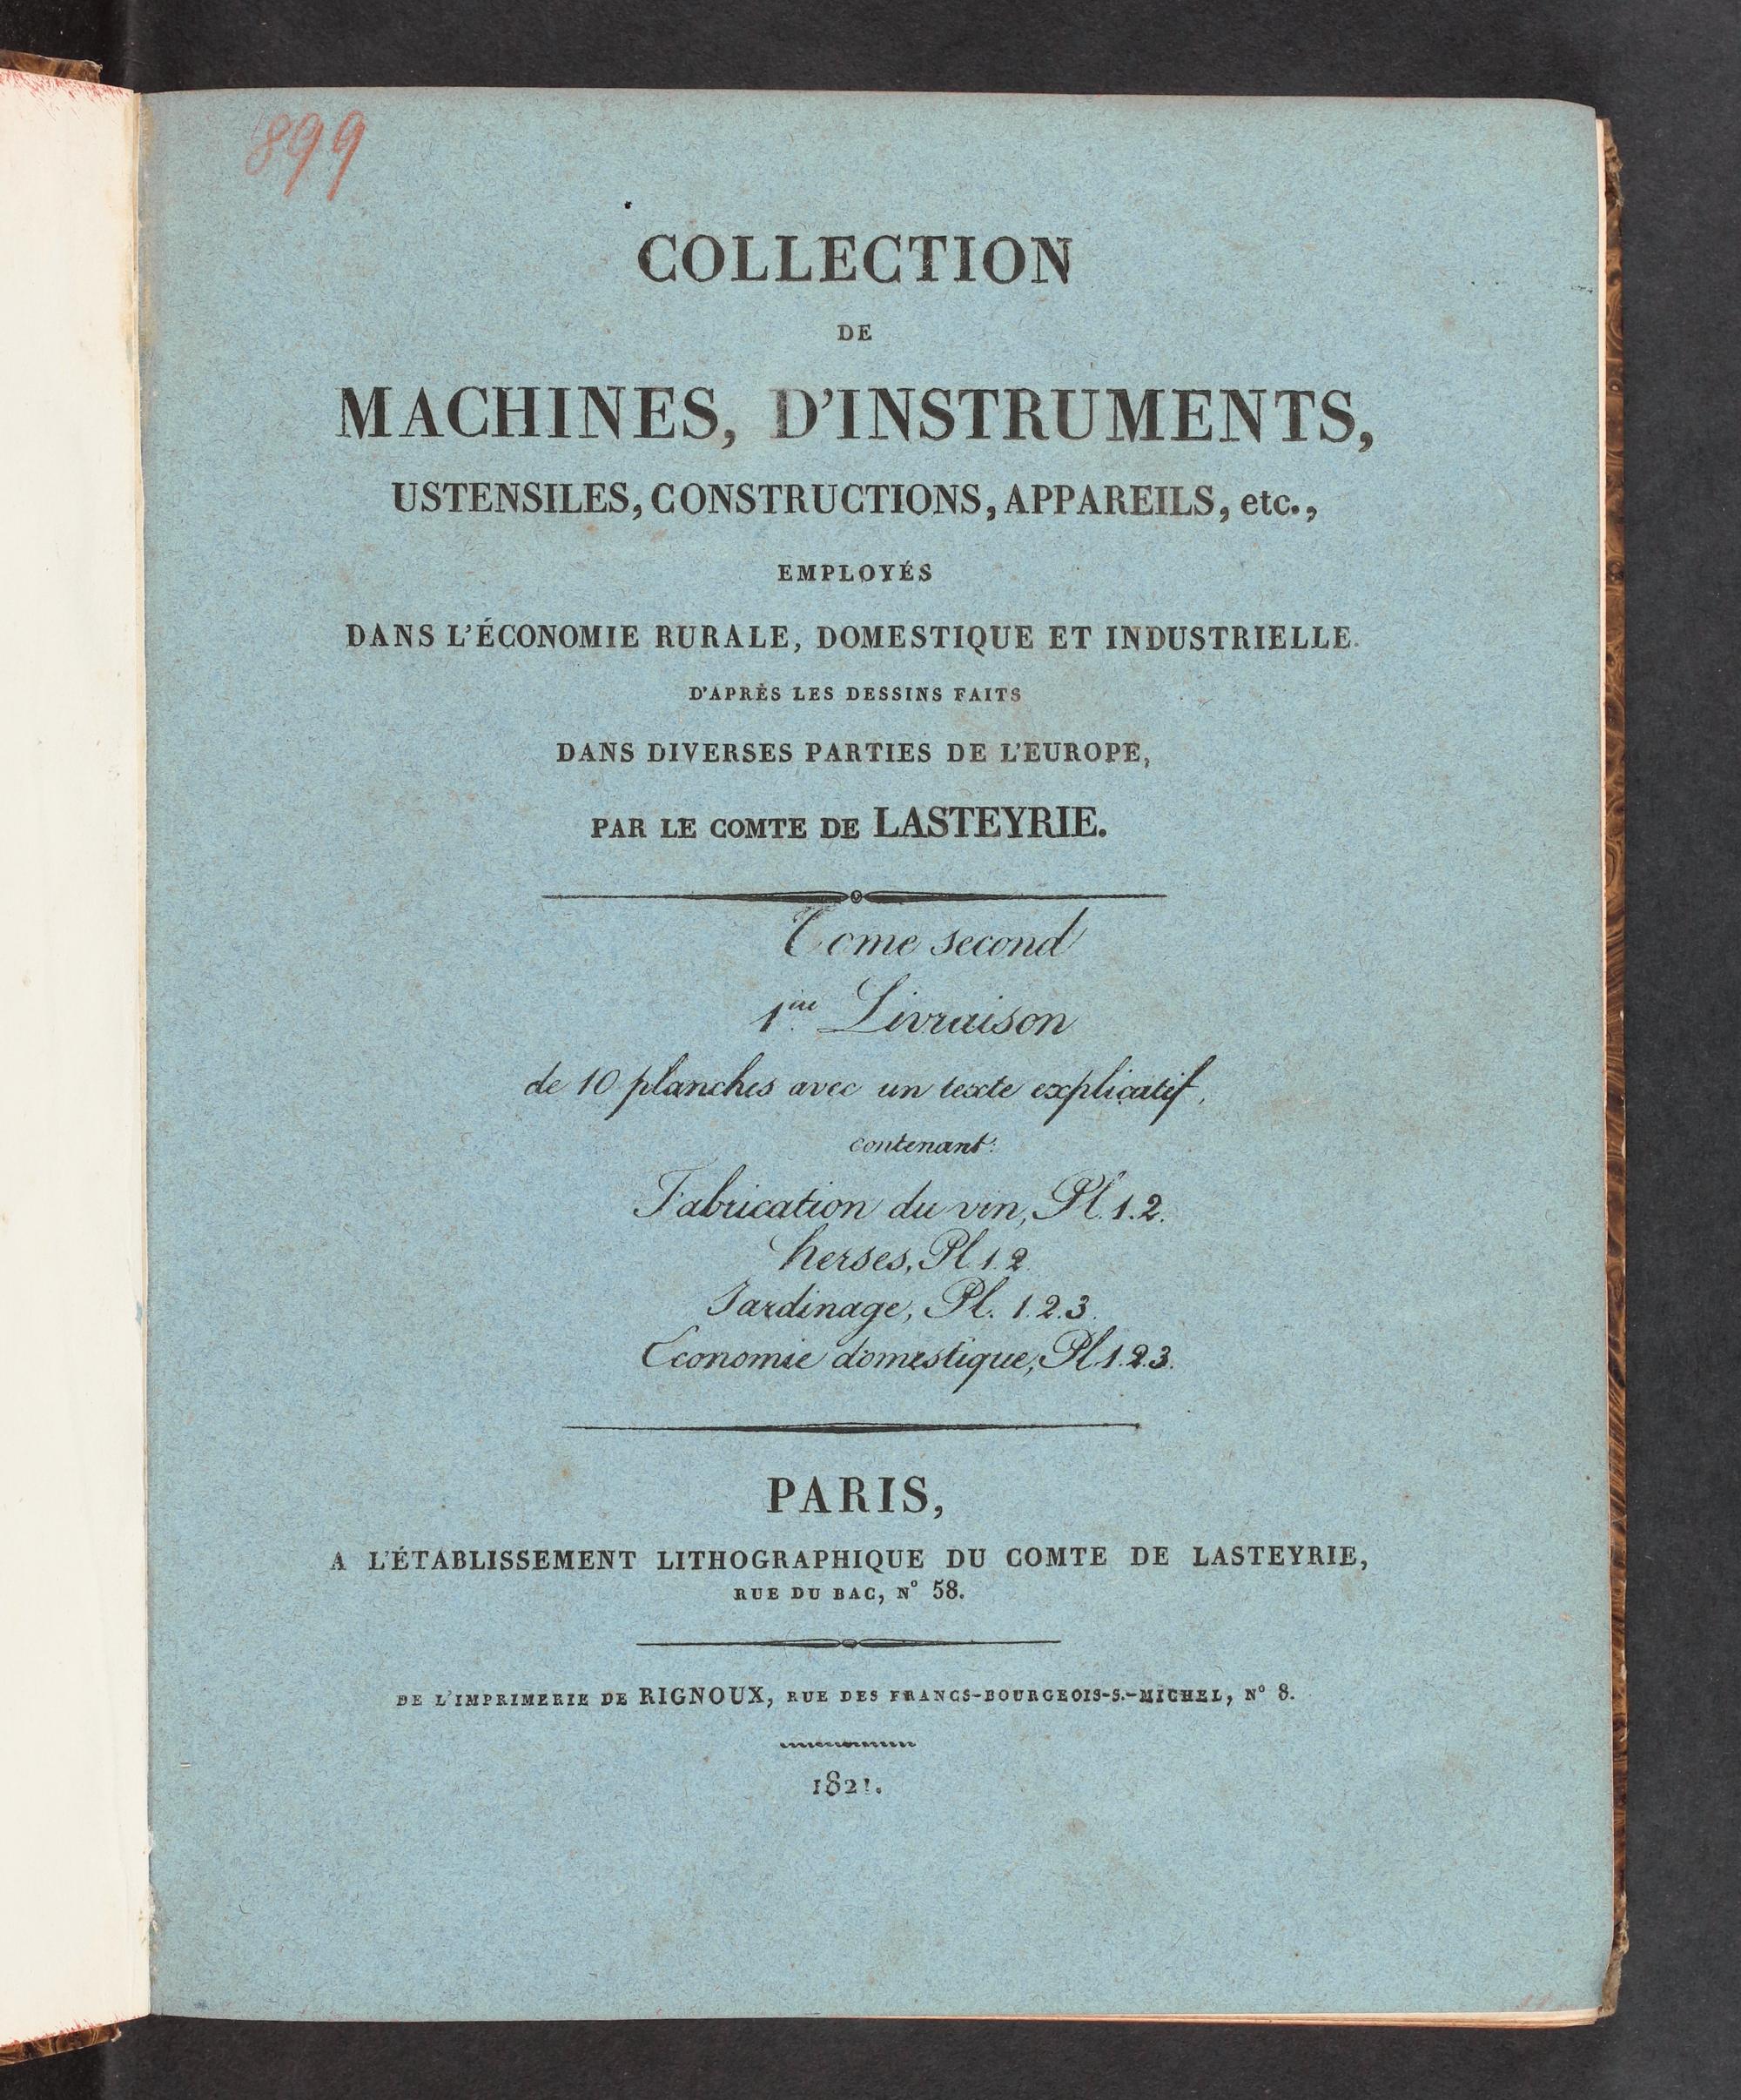 899
COLLECTION
DE
MACHINES, D'INSTRUMENTS,
USTENSILES, CONSTRUCTIONS, APPAREILS, etc.,
EMPLOYÉS
DANS L'ÉCONOMIE RURALE, DOMESTIQUE ET INDUSTRIELLE.
D'APRÈS LES DESSINS FAITS
DANS DIVERSES PARTIES DE L'EUROPE,
PAR LE COMTE DE LASTEYRIE.
Tome second
1re Livraison
de 10 planches avec un texte explicatif,
contenant:
Fabrication du vin, Pl. 1.2.
herses, Pl 1.2.
Jardinage, Pl. 1.2.3.
Economie domestique, Pl. 1.2.3.
PARIS,
A L'ÉTABLISSEMENT LITHOGRAPHIQUE DU COMTE DE LASTEYRIE,
RUE DU BAC, N° 58.
DE L'IMPRIMERIE DE RIGNOUX, RUE DES FRANCS-BOURGEOIS-S.-MICHEL, N° 8.
1821.